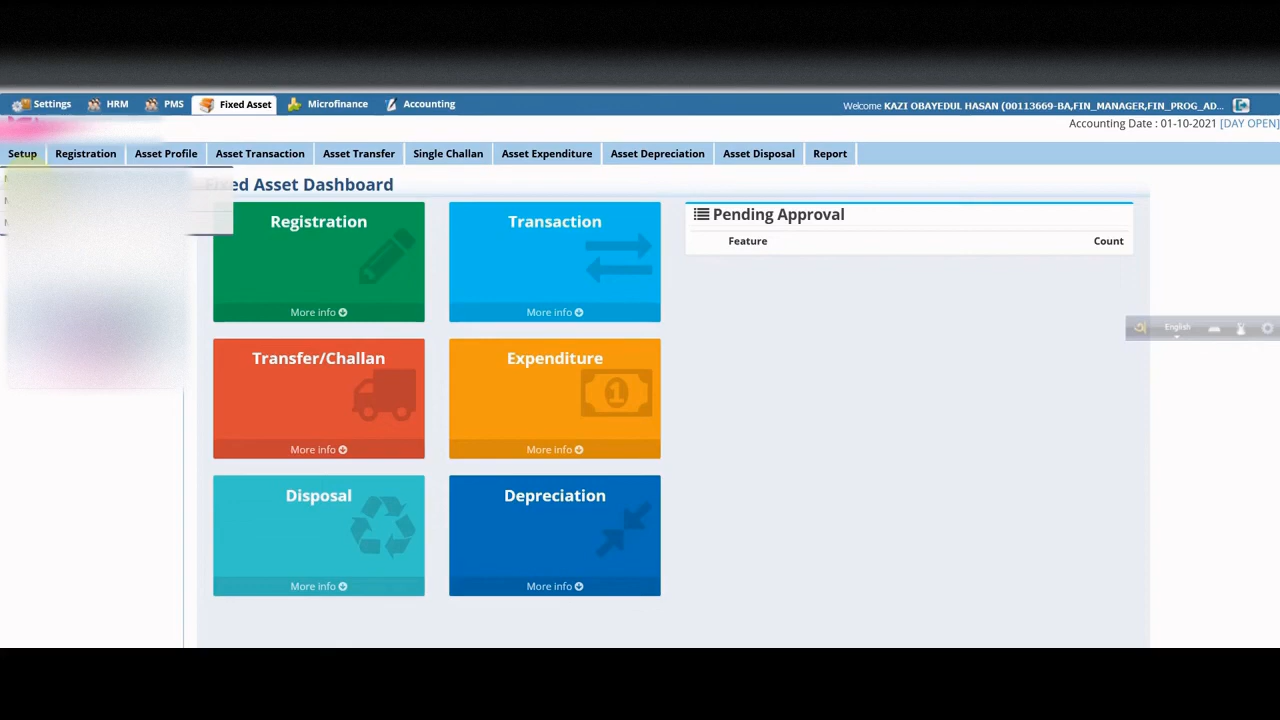 Settings HRM PMS Fixed Asset Microfinance Accounting Welcome KAZI OBAYEDUL HASAN (00113669-BA,FIN_MANAGER,FIN_PROG_AD...
Accounting Date : 01-10-2021 [DAY OPEN]
Setup Registration Asset Profile Asset Transaction Asset Transfer Single Challan Asset Expenditure Asset Depreciation Asset Disposal Report
Fixed Asset Dashboard
Registration
More info
Transaction
More info
Pending Approval
Feature Count
English
Transfer/Challan
More info
Expenditure
1
More info
Disposal
More info
Depreciation
More info